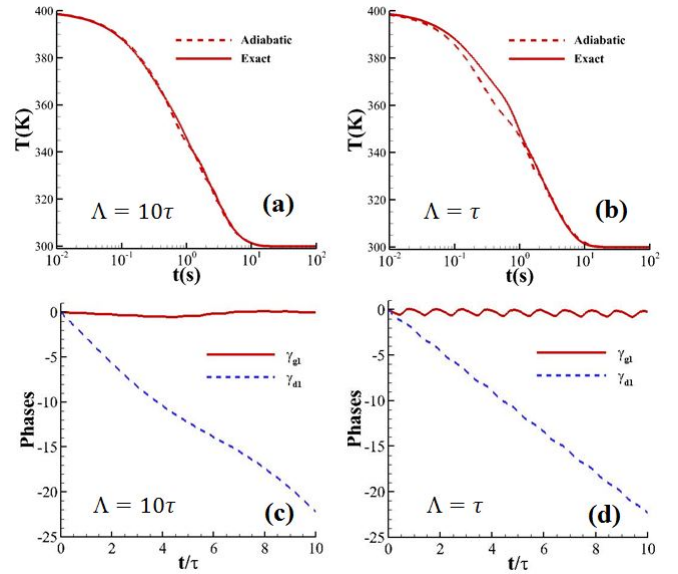 400
380
360
340
320
300
T(K)
Adiabatic
Exact
Λ = 10τ
(a)
10⁻² 10⁻¹ 10⁰ 10¹ 10²
t(s)
400
380
360
340
320
300
T(K)
Adiabatic
Exact
Λ = τ
(b)
10⁻² 10⁻¹ 10⁰ 10¹ 10²
t(s)
0
-5
-10
-15
-20
-25
Phases
γg1
γd1
Λ = 10τ
(c)
0 2 4 6 8 10
t/τ
0
-5
-10
-15
-20
-25
Phases
γg1
γd1
Λ = τ
(d)
0 2 4 6 8 10
t/τ